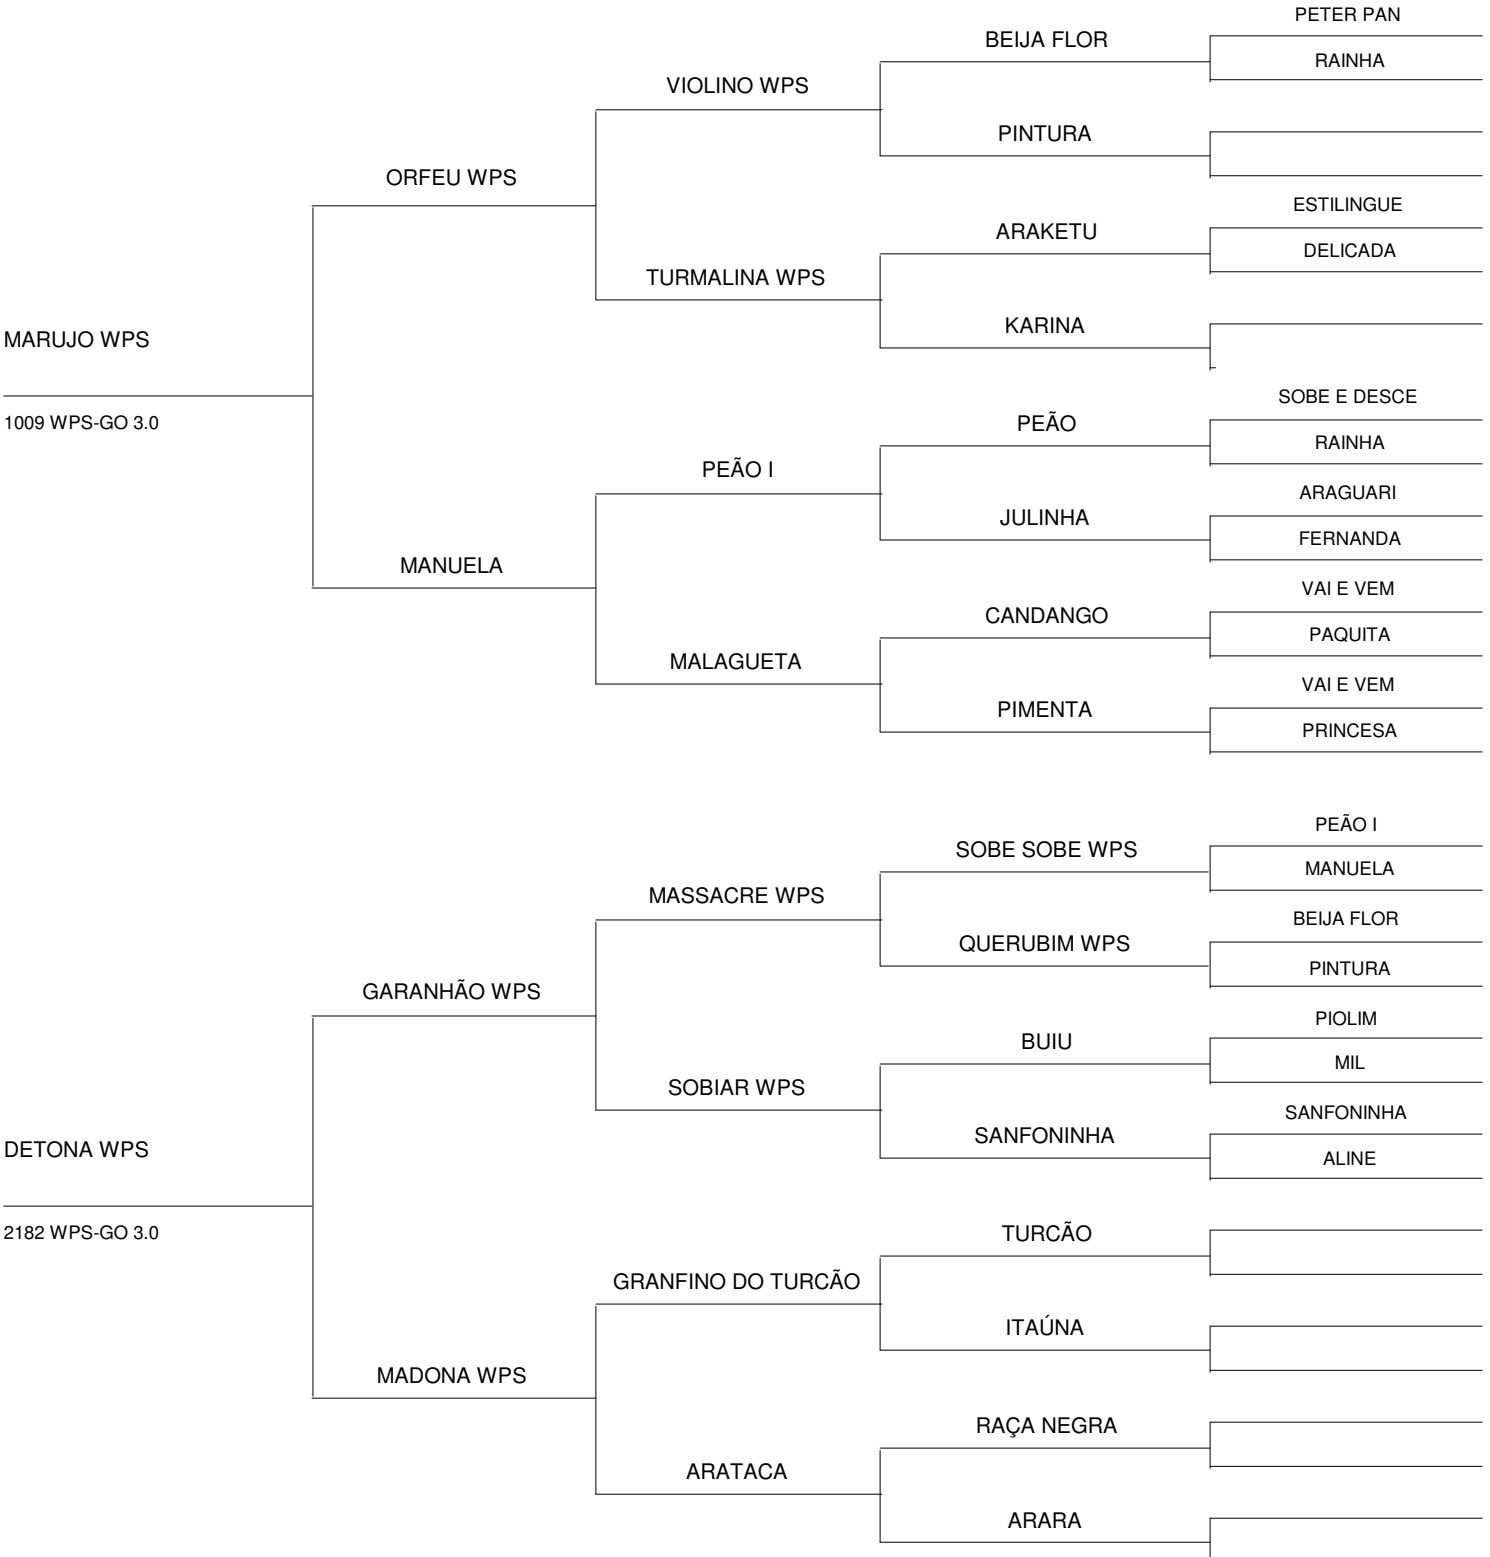 PETER PAN
BEIJA FLOR
RAINHA
VIOLINO WPS
PINTURA
ORFEU WPS
ESTILINGUE
ARAKETU
DELICADA
TURMALINA WPS
KARINA
MARUJO WPS
SOBE E DESCE
1009 WPS-GO 3.0
PEÃO
RAINHA
PEÃO I
ARAGUARI
JULINHA
FERNANDA
MANUELA
VAI E VEM
CANDANGO
PAQUITA
MALAGUETA
VAI E VEM
PIMENTA
PRINCESA
PEÃO I
SOBE SOBE WPS
MANUELA
MASSACRE WPS
BEIJA FLOR
QUERUBIM WPS
PINTURA
GARANHÃO WPS
PIOLIM
BUIU
MIL
SOBIAR WPS
SANFONINHA
SANFONINHA
ALINE
DETONA WPS
2182 WPS-GO 3.0
TURCÃO
GRANFINO DO TURCÃO
ITAÚNA
MADONA WPS
RAÇA NEGRA
ARATACA
ARARA